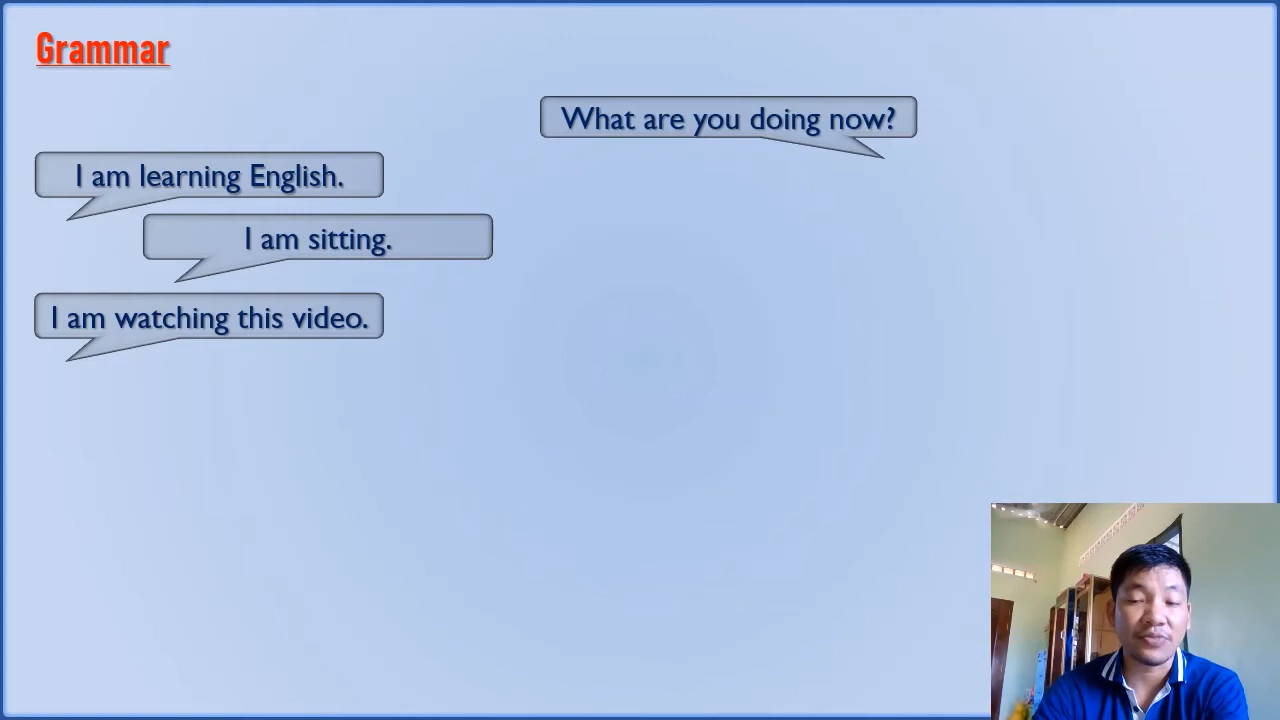 Grammar
What are you doing now?
I am learning English.
I am sitting.
I am watching this video.